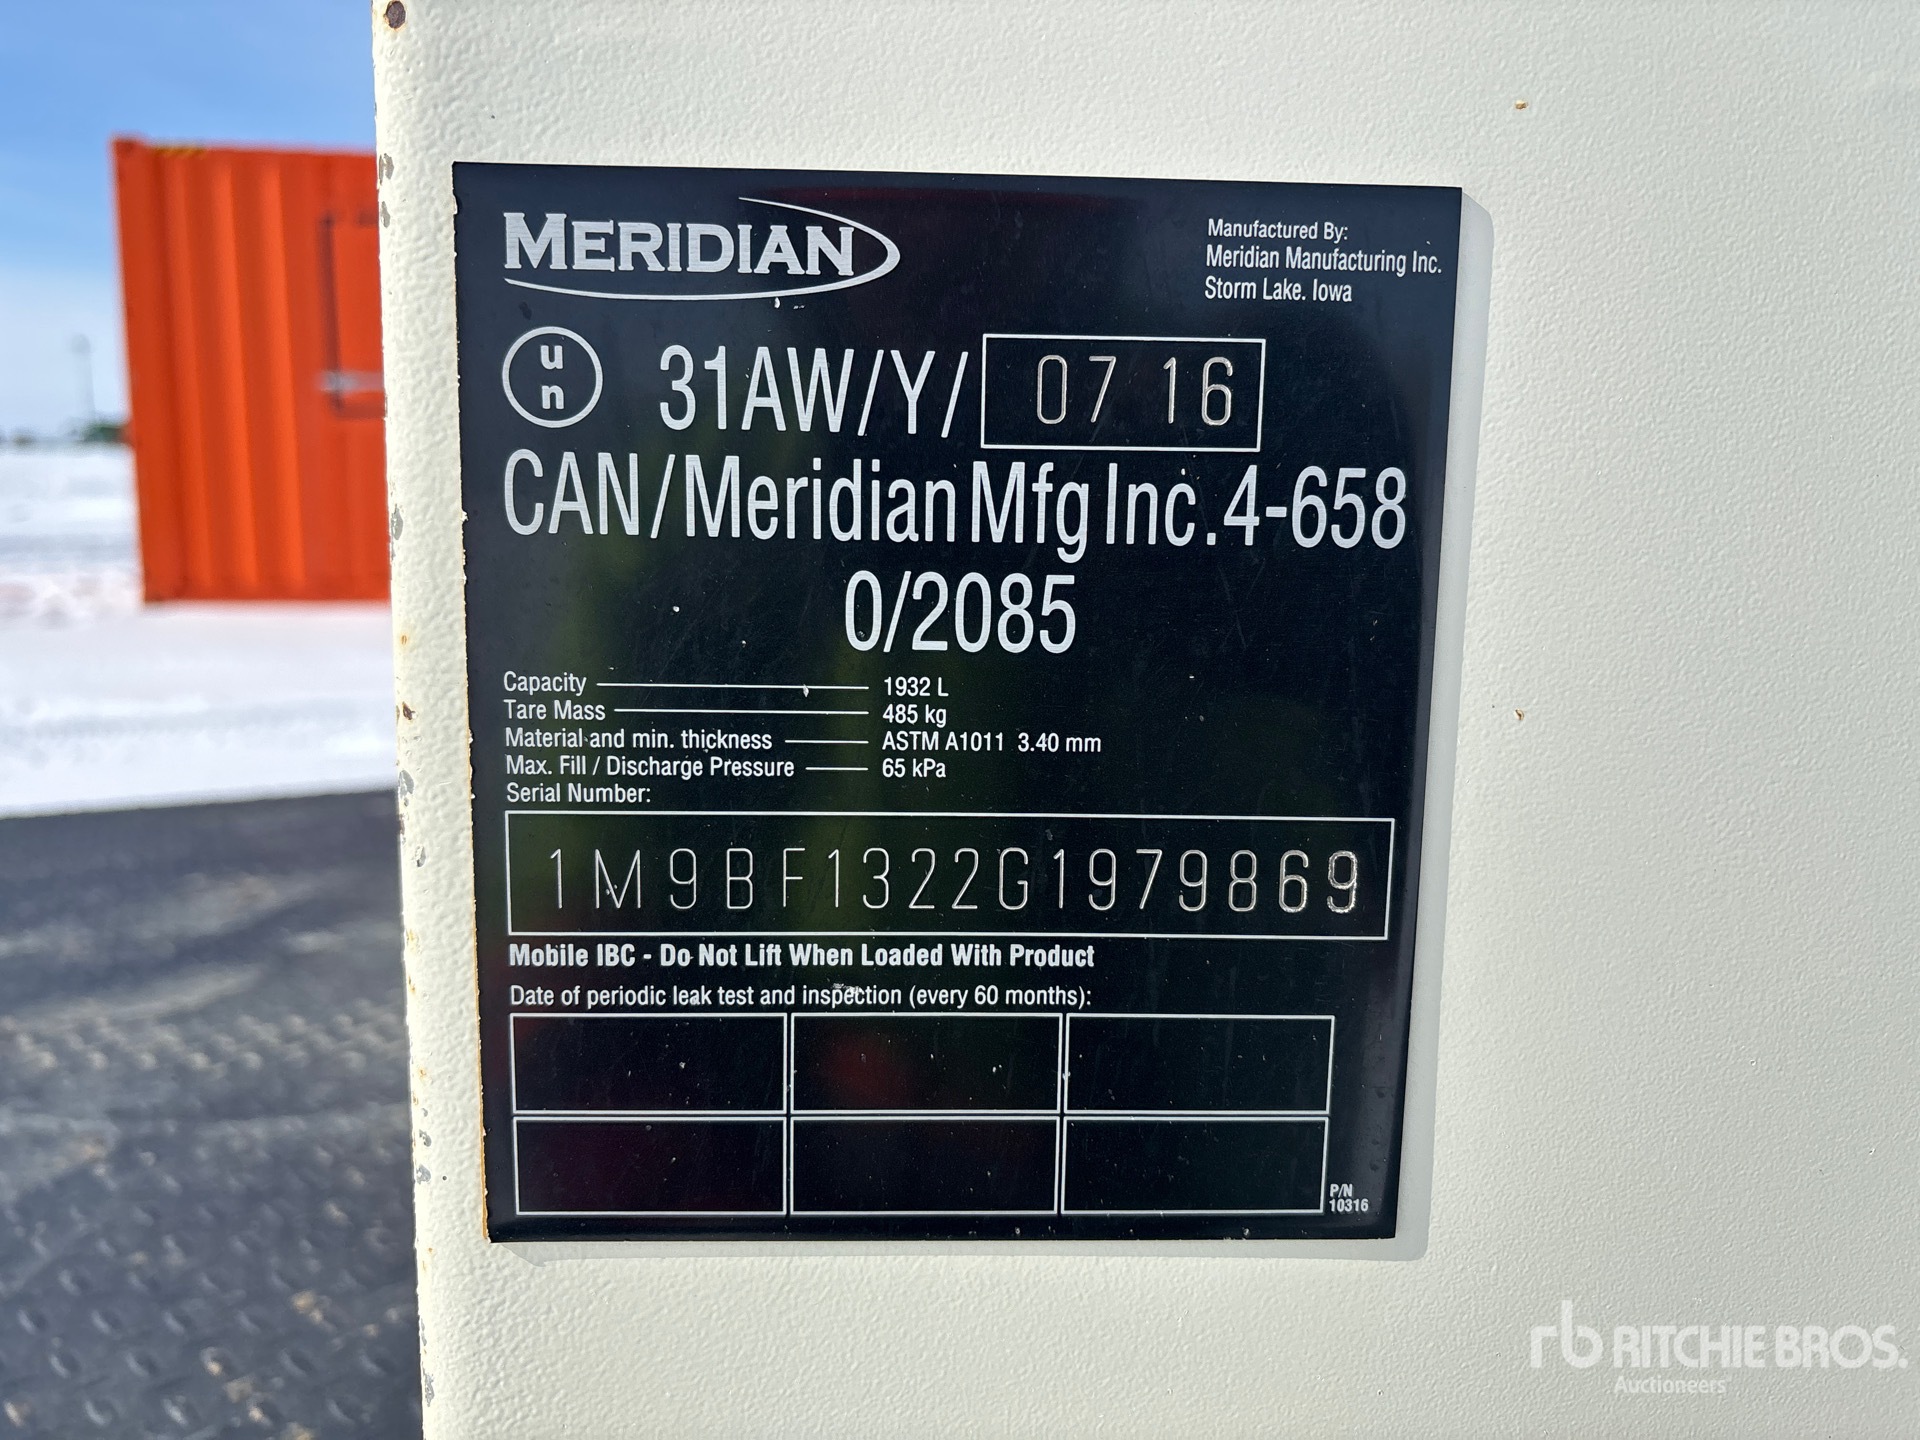 MERIDIAN
Manufactured By:
Meridian Manufacturing Inc.
Storm Lake. Iowa
un 31AW/Y/ 07 16
CAN/Meridian Mfg Inc. 4-658
0/2085
Capacity 1932 L
Tare Mass 485 kg
Material and min. thickness ASTM A1011 3.40 mm
Max. Fill / Discharge Pressure 65 kPa
Serial Number:
1M9BF1322G1979869
Mobile IBC - Do Not Lift When Loaded With Product
Date of periodic leak test and inspection (every 60 months):
P/N
10316
rb RITCHIE BROS.
Auctioneers